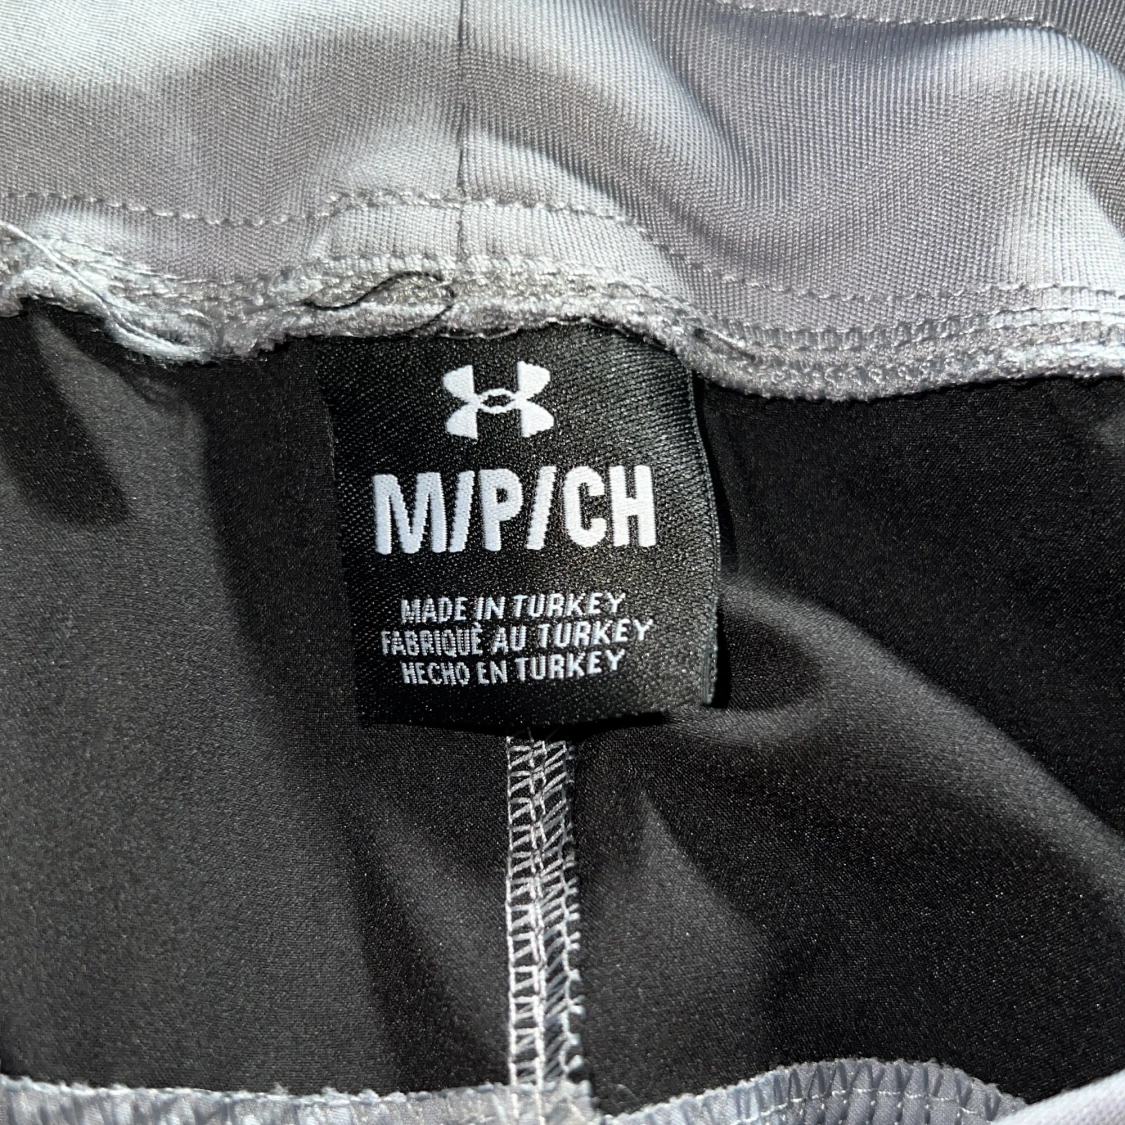 M/P/CH
MADE IN TURKEY
FABRIQUÉ AU TURKEY
HECHO EN TURKEY